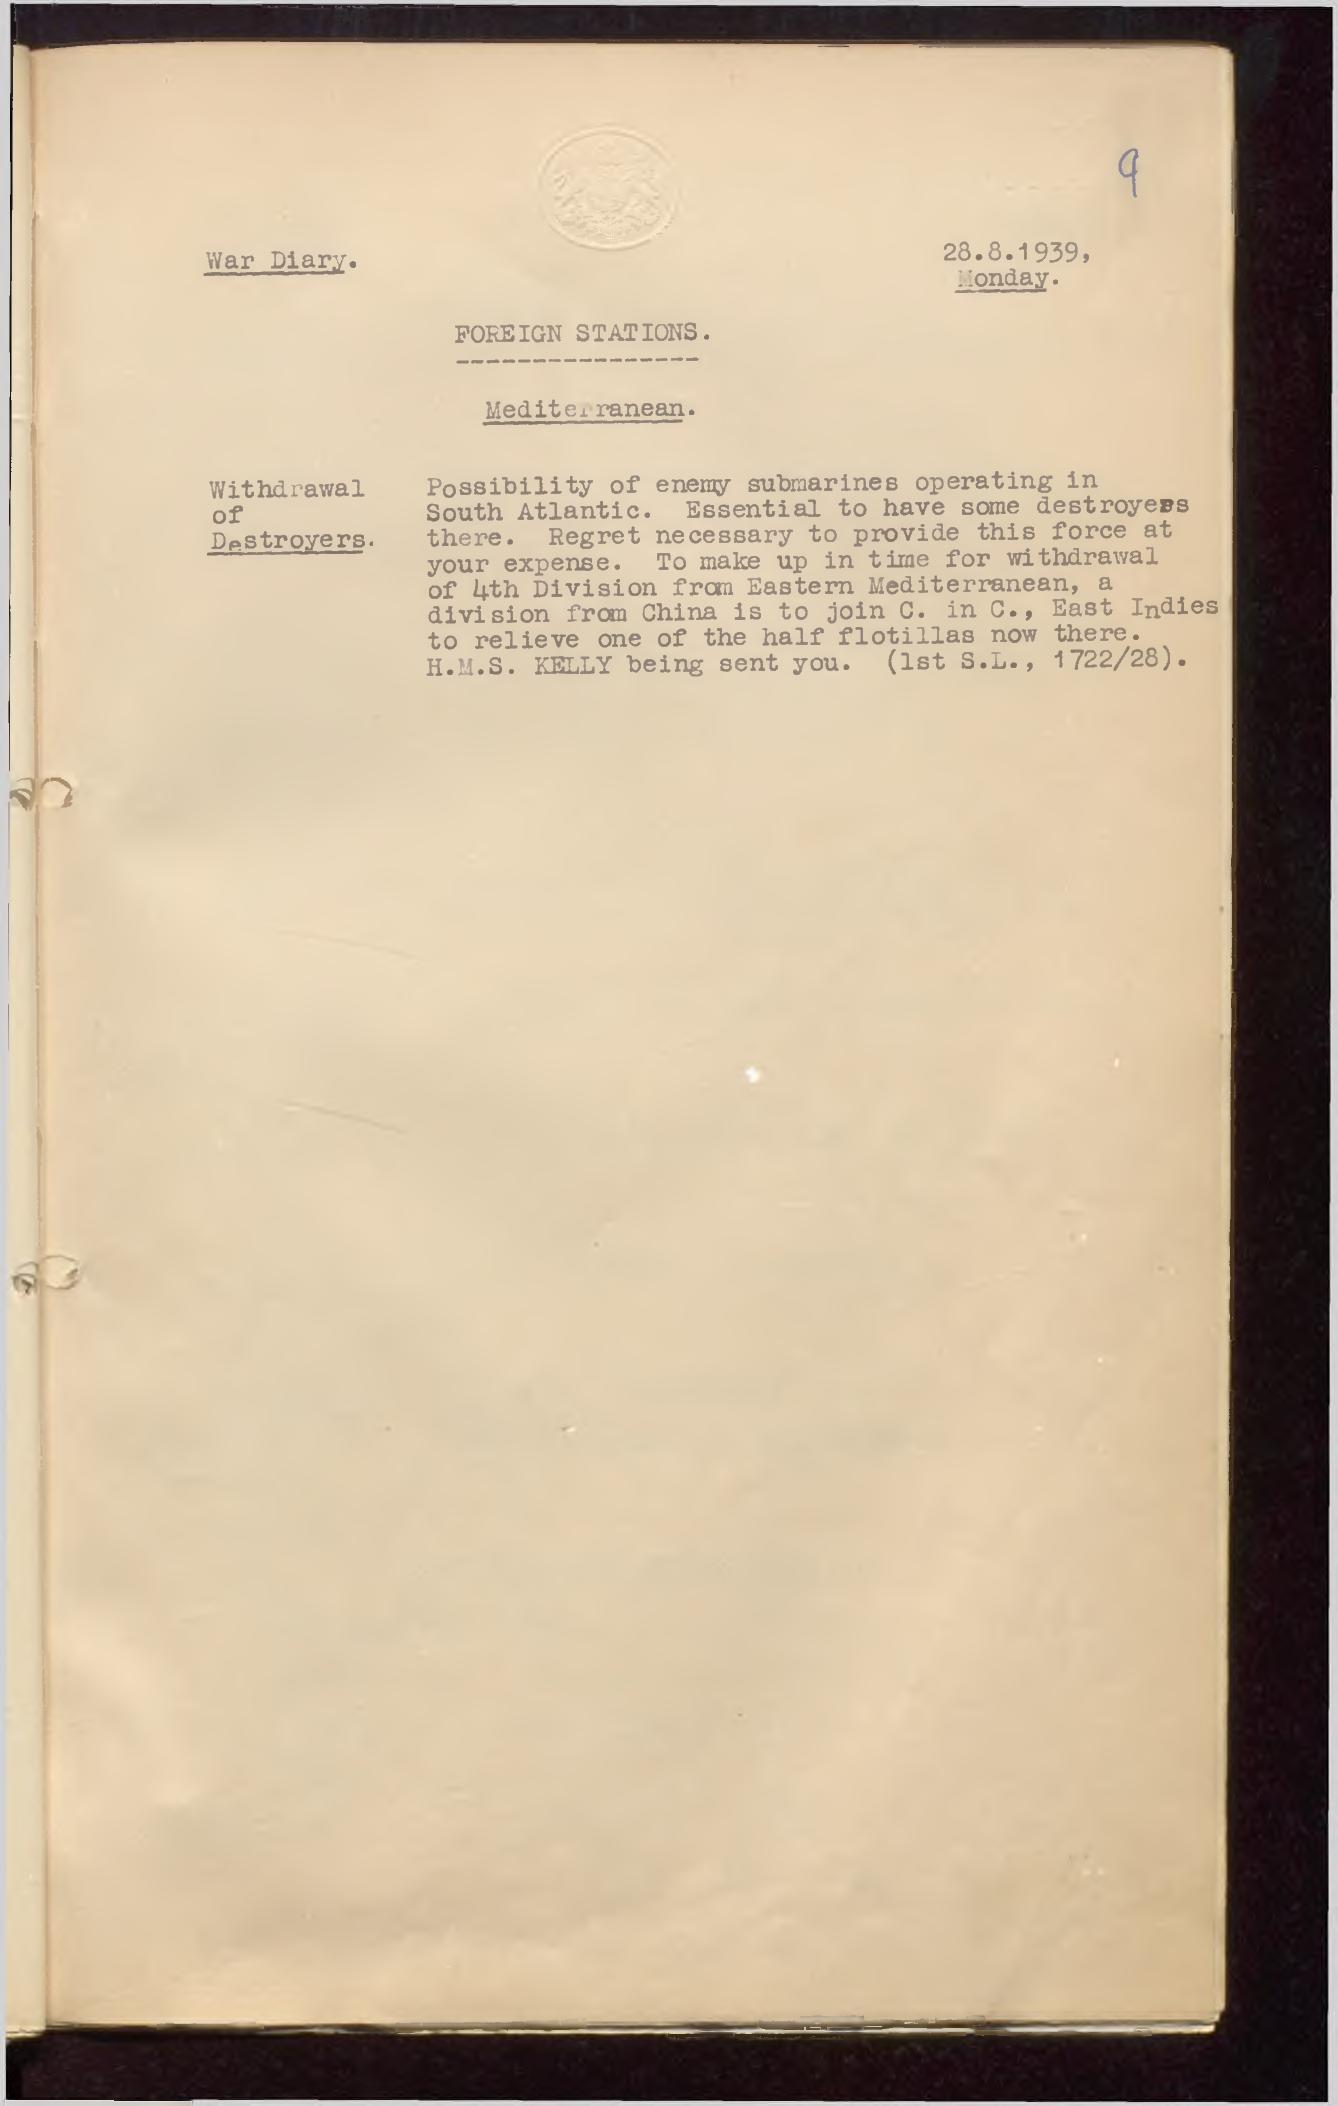 9
War Diary.
28.8.1939,
Monday.
FOREIGN STATIONS.
-----------------
Mediterranean.
Withdrawal
of
Destroyers.
Possibility of enemy submarines operating in
South Atlantic. Essential to have some destroyers
there. Regret necessary to provide this force at
your expense. To make up in time for withdrawal
of 4th Division from Eastern Mediterranean, a
division from China is to join C. in C., East Indies
to relieve one of the half flotillas now there.
H.M.S. KELLY being sent you. (1st S.L., 1722/28).